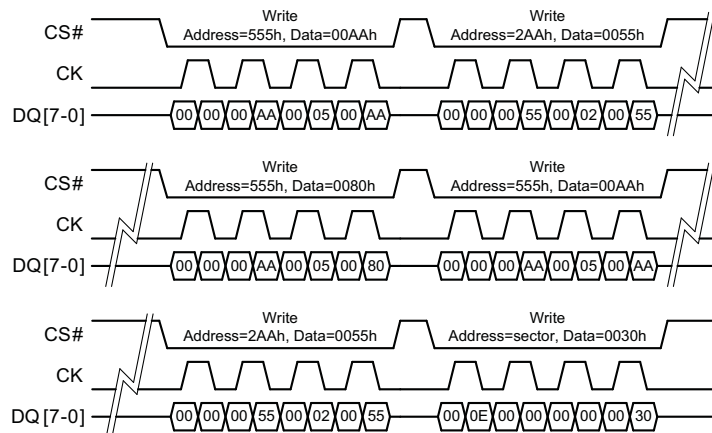 Write Write
CS# Address=555h, Data=00AAh Address=2AAh, Data=0055h
CK
DQ[7-0] 00 00 00 AA 00 05 00 AA 00 00 00 55 00 02 00 55
Write Write
CS# Address=555h, Data=0080h Address=555h, Data=00AAh
CK
DQ[7-0] 00 00 00 AA 00 05 00 80 00 00 00 AA 00 05 00 AA
Write Write
CS# Address=2AAh, Data=0055h Address=sector, Data=0030h
CK
DQ[7-0] 00 00 00 55 00 02 00 55 00 0E 00 00 00 00 00 30